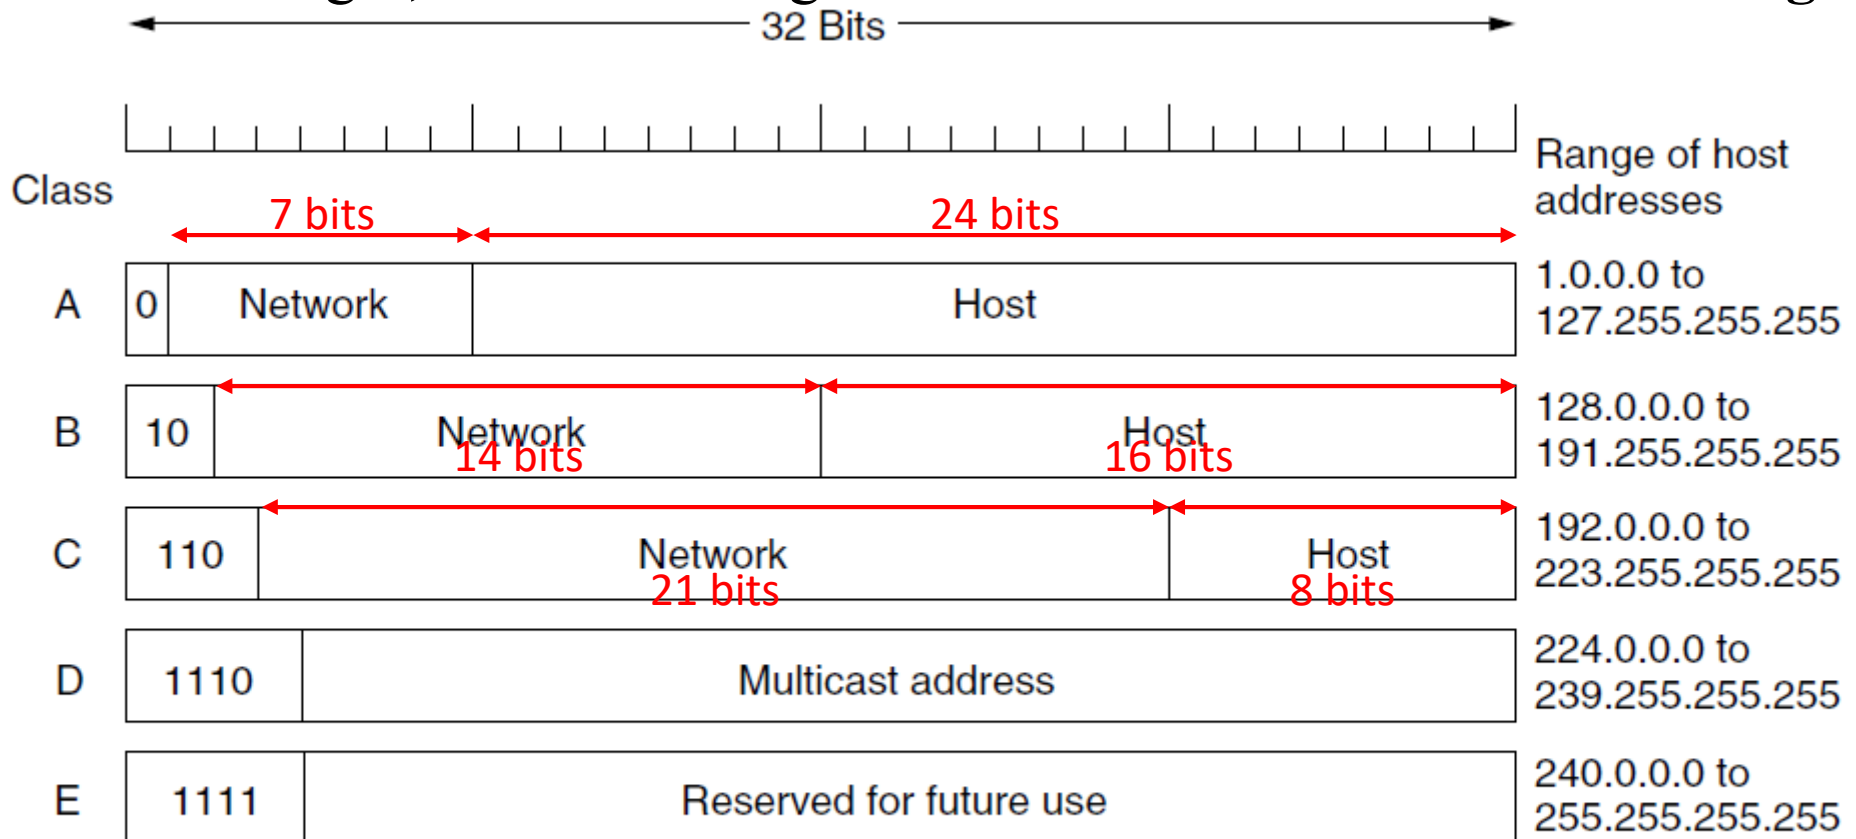 32 Bits
Class
Range of host
addresses
7 bits 24 bits
A 0 Network Host 1.0.0.0 to
127.255.255.255
B 10 Network Host 128.0.0.0 to
14 bits 16 bits 191.255.255.255
C 110 Network Host 192.0.0.0 to
21 bits 8 bits 223.255.255.255
D 1110 Multicast address 224.0.0.0 to
239.255.255.255
E 1111 Reserved for future use 240.0.0.0 to
255.255.255.255